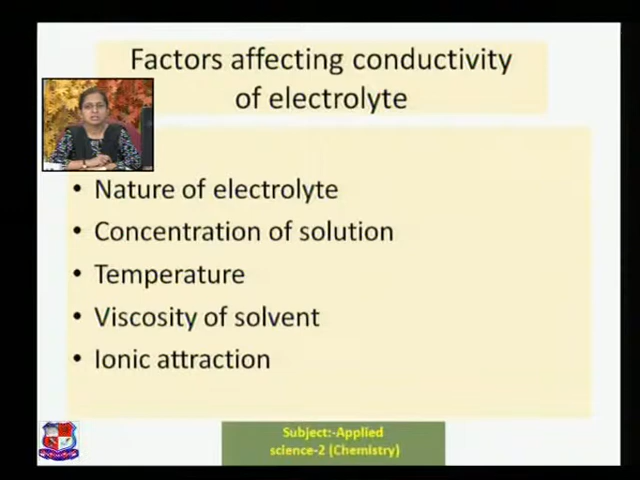 Factors affecting conductivity
of electrolyte
• Nature of electrolyte
• Concentration of solution
• Temperature
• Viscosity of solvent
• Ionic attraction
Subject:-Applied
science-2 (Chemistry)